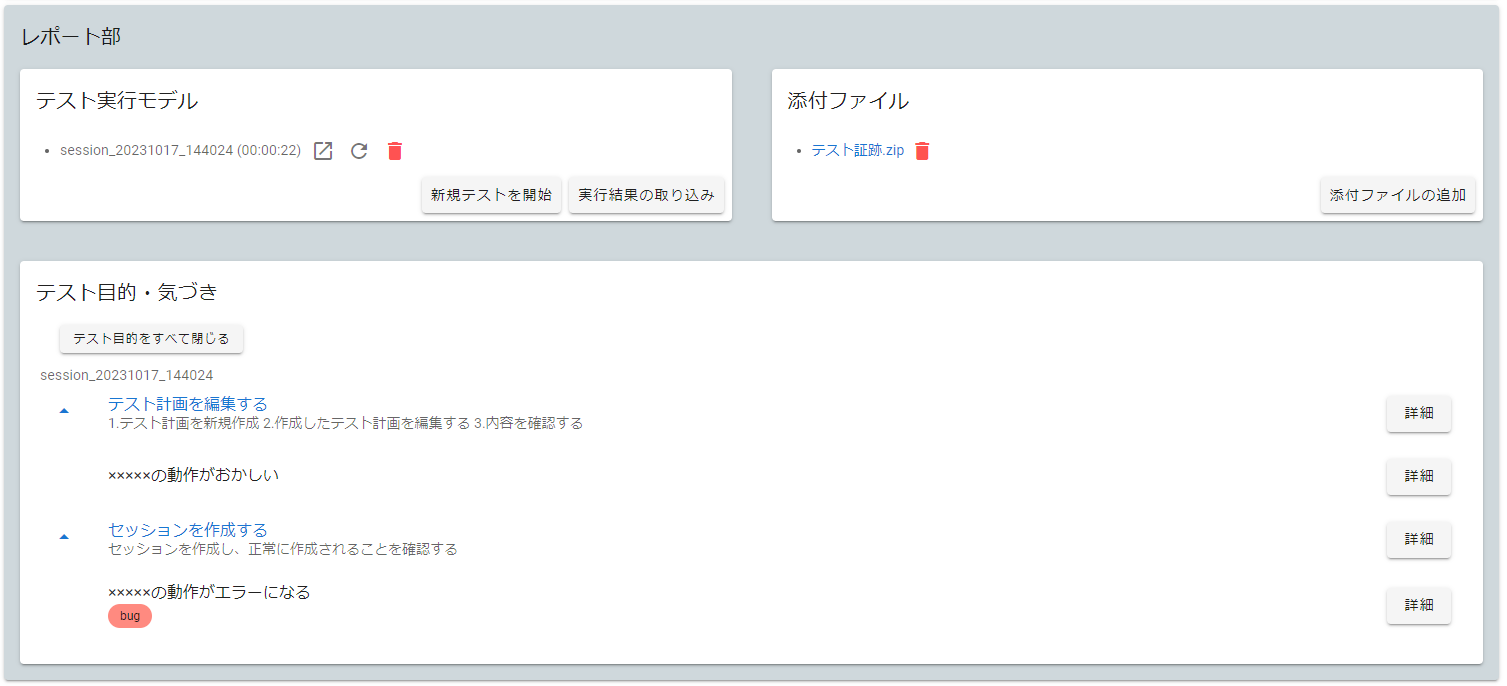 レポート部
テスト実行モデル
session_20231017_144024 (00:00:22)
新規テストを開始 実行結果の取り込み
添付ファイル
テスト証跡.zip
添付ファイルの追加
テスト目的・気づき
テスト目的をすべて閉じる
session_20231017_144024
テスト計画を編集する
1.テスト計画を新規作成 2.作成したテスト計画を編集する 3.内容を確認する
詳細
×××××の動作がおかしい
詳細
セッションを作成する
セッションを作成し、正常に作成されることを確認する
詳細
×××××の動作がエラーになる
bug
詳細